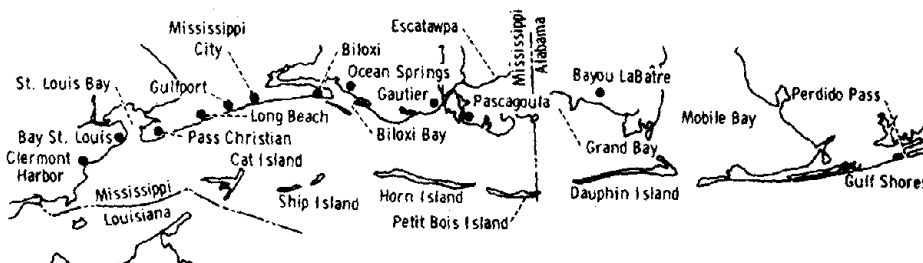 Mississippi
City
Escatawpa
Mississippi
Alabama
Biloxi
St. Louis Bay
Gulfport
Ocean Springs
Gautier
Bayou LaBatre
Perdido Pass
Long Beach
Pascagoula
Mobile Bay
Bay St. Louis
Pass Christian
Biloxi Bay
Grand Bay
Clermont
Harbor
Cat Island
Gulf Shores
Mississippi
Louisiana
Ship Island
Horn Island
Dauphin Island
Petit Bois Island